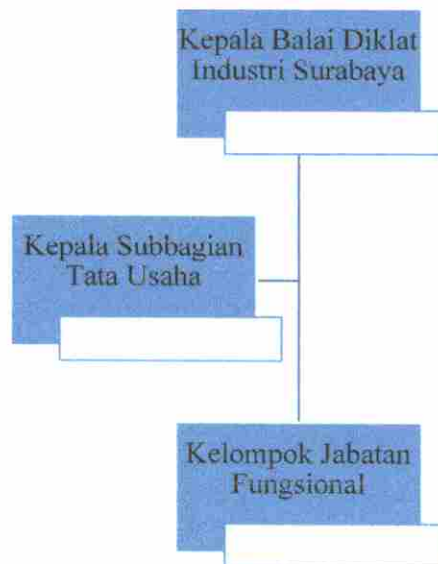 Kepala Balai Diklat
Industri Surabaya
Kepala Subbagian
Tata Usaha
Kelompok Jabatan
Fungsional